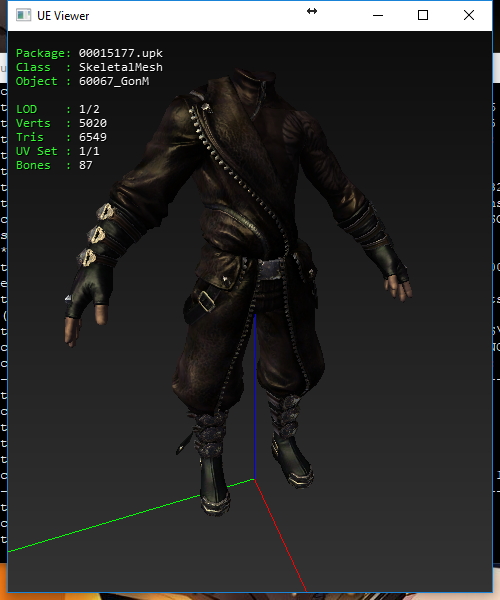 UE Viewer
Package: 00015177.upk
Class : SkeletalMesh
Object : 60067_GonM
LOD : 1/2
Verts : 5020
Tris : 6549
UV Set : 1/1
Bones : 87